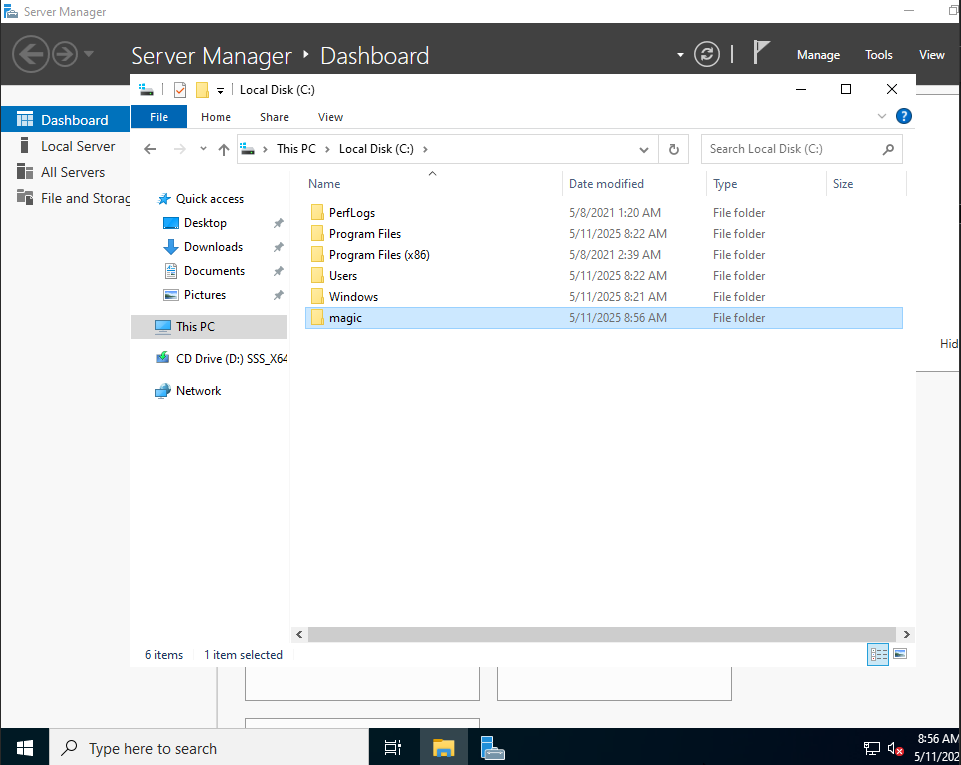 Server Manager
Server Manager Dashboard
Manage Tools View
Local Disk (C:)
File Home Share View
This PC Local Disk (C:)
Search Local Disk (C:)
Dashboard
Local Server
All Servers
File and Storag
Quick access
Desktop
Downloads
Documents
Pictures
This PC
CD Drive (D:) SSS_X64
Network
Name Date modified Type Size
PerfLogs 5/8/2021 1:20 AM File folder
Program Files 5/11/2025 8:22 AM File folder
Program Files (x86) 5/8/2021 2:39 AM File folder
Users 5/11/2025 8:22 AM File folder
Windows 5/11/2025 8:21 AM File folder
magic 5/11/2025 8:56 AM File folder
Hid
6 items 1 item selected
Type here to search
8:56 AM
5/11/202